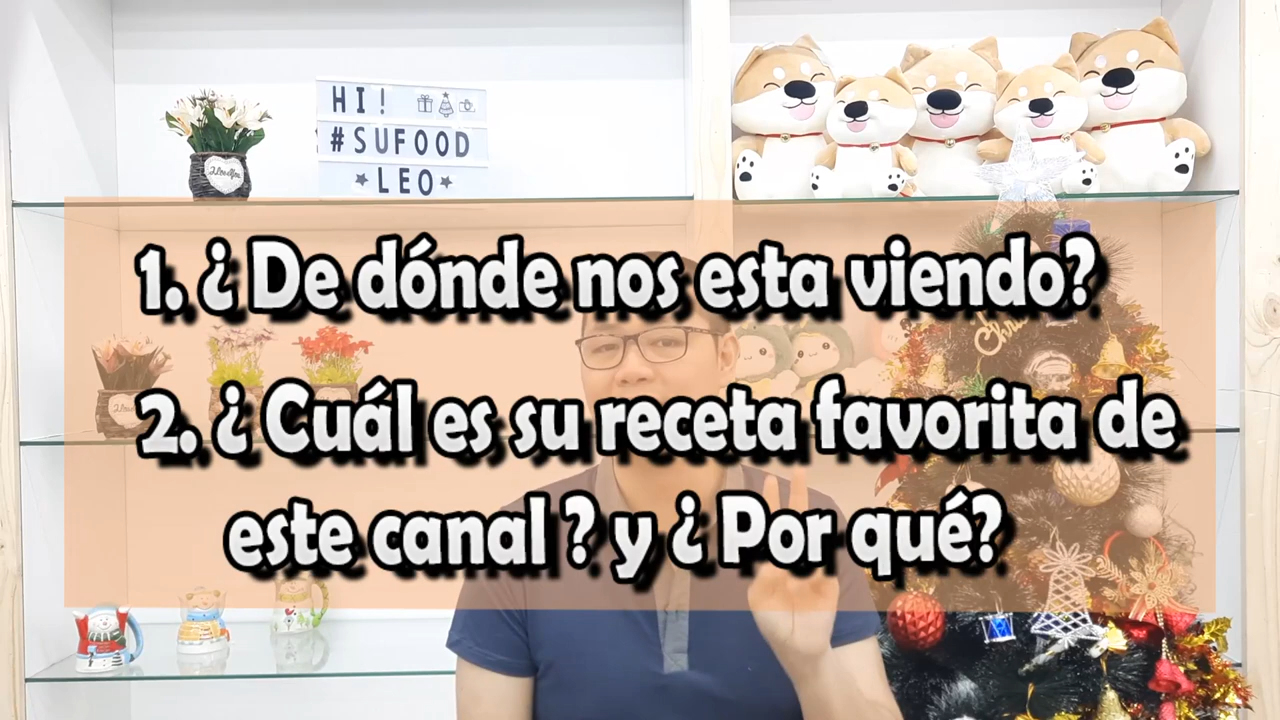 HI!
#SUFOOD
*LEO*
1. ¿ De dónde nos esta viendo?
2. ¿ Cuál es su receta favorita de
este canal ? y ¿ Por qué?